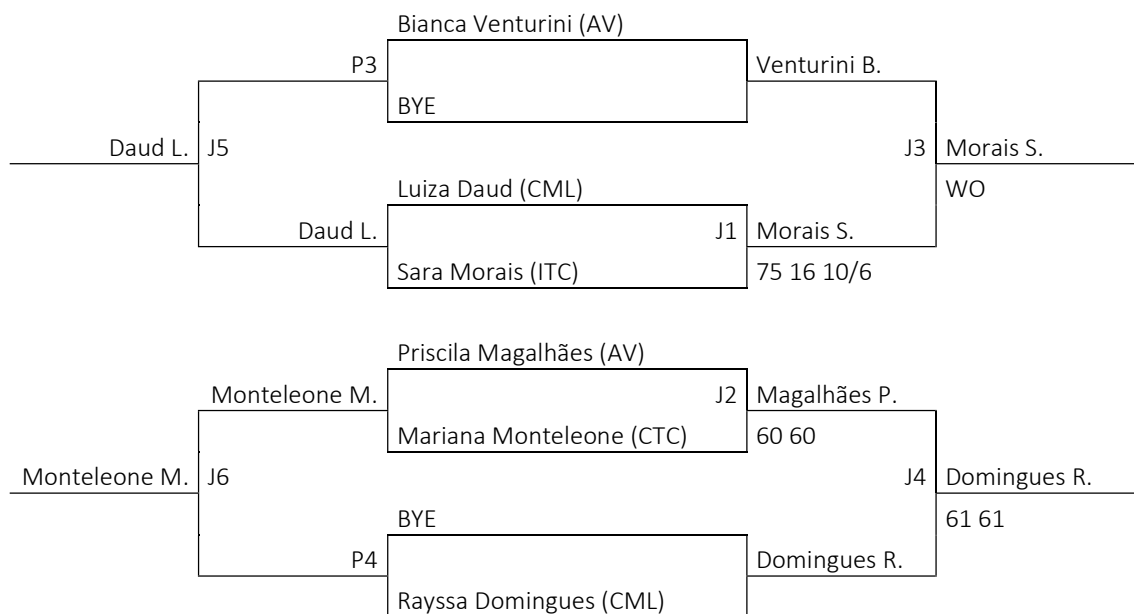 Bianca Venturini (AV)
P3
Venturini B.
BYE
Daud L.
J5
J3
Morais S.
Luiza Daud (CML)
WO
Daud L.
J1
Morais S.
Sara Morais (ITC)
75 16 10/6
Priscila Magalhães (AV)
Monteleone M.
J2
Magalhães P.
Mariana Monteleone (CTC)
60 60
Monteleone M.
J6
J4
Domingues R.
BYE
61 61
P4
Domingues R.
Rayssa Domingues (CML)